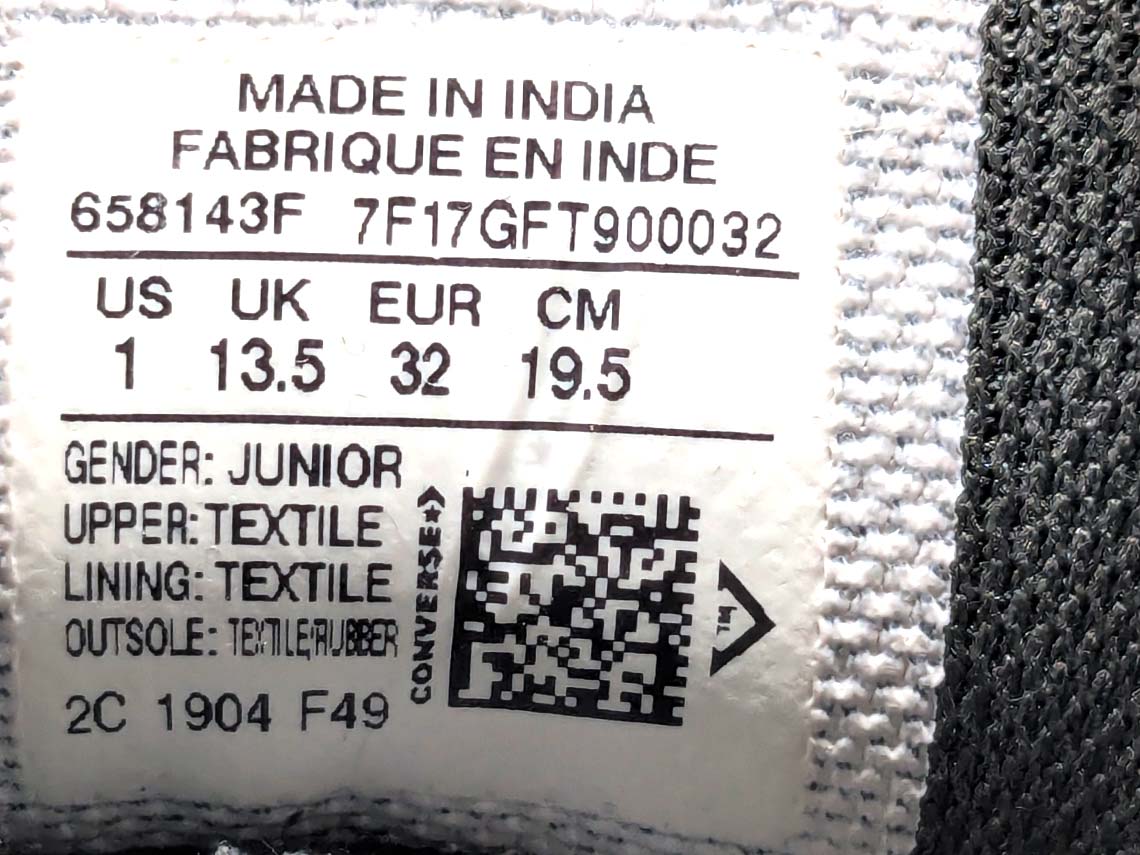 MADE IN INDIA
FABRIQUE EN INDE
658143F 7F17GFT900032
US UK EUR CM
1 13.5 32 19.5
GENDER: JUNIOR
UPPER: TEXTILE
LINING: TEXTILE
OUTSOLE: TEXTILE/RUBBER
2C 1904 F49
CONVERSE
TM